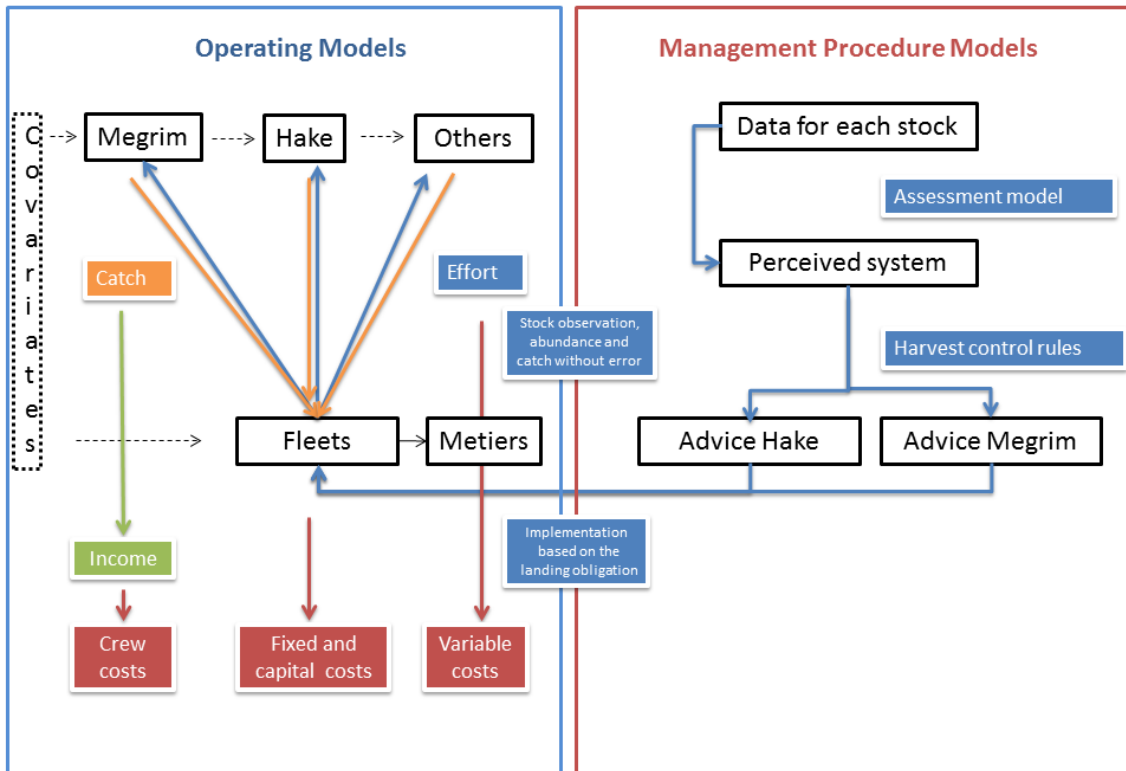 Operating Models
Management Procedure Models
Covariates
Megrim
Hake
Others
Data for each stock
Assessment model
Catch
Effort
Perceived system
Stock observation,
abundance and
catch without error
Harvest control rules
Fleets
Metiers
Advice Hake
Advice Megrim
Implementation
based on the
landing obligation
Income
Crew
costs
Fixed and
capital costs
Variable
costs